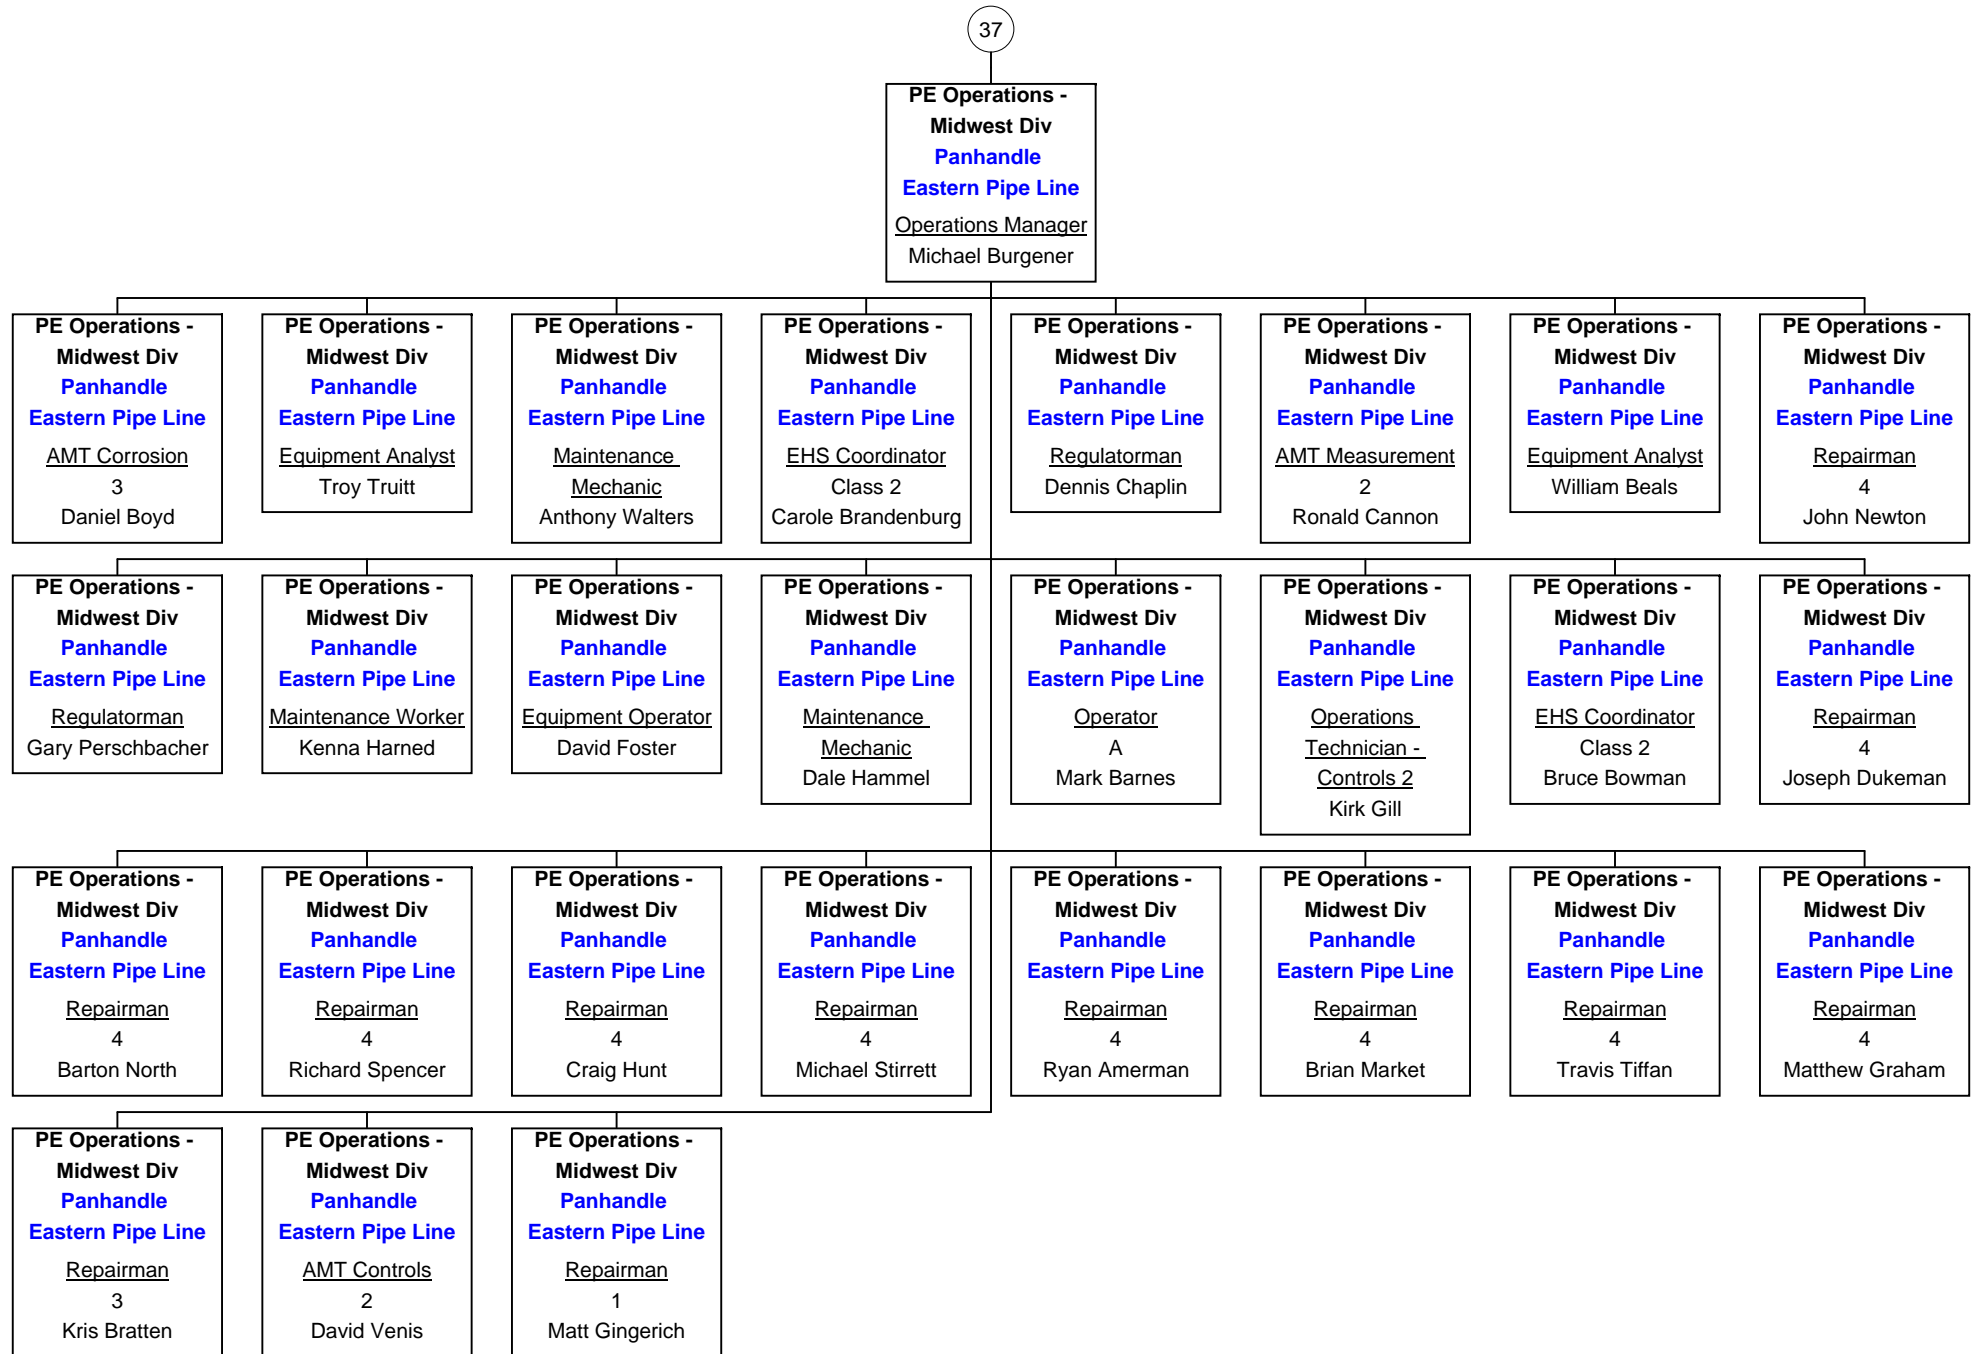 37
PE Operations -
Midwest Div
Panhandle
Eastern Pipe Line
Operations Manager
Michael Burgener
PE Operations -
Midwest Div
Panhandle
Eastern Pipe Line
AMT Corrosion
3
Daniel Boyd
PE Operations -
Midwest Div
Panhandle
Eastern Pipe Line
Equipment Analyst
Troy Truitt
PE Operations -
Midwest Div
Panhandle
Eastern Pipe Line
Maintenance
Mechanic
Anthony Walters
PE Operations -
Midwest Div
Panhandle
Eastern Pipe Line
EHS Coordinator
Class 2
Carole Brandenburg
PE Operations -
Midwest Div
Panhandle
Eastern Pipe Line
Regulatorman
Dennis Chaplin
PE Operations -
Midwest Div
Panhandle
Eastern Pipe Line
AMT Measurement
2
Ronald Cannon
PE Operations -
Midwest Div
Panhandle
Eastern Pipe Line
Equipment Analyst
William Beals
PE Operations -
Midwest Div
Panhandle
Eastern Pipe Line
Repairman
4
John Newton
PE Operations -
Midwest Div
Panhandle
Eastern Pipe Line
Regulatorman
Gary Perschbacher
PE Operations -
Midwest Div
Panhandle
Eastern Pipe Line
Maintenance Worker
Kenna Harned
PE Operations -
Midwest Div
Panhandle
Eastern Pipe Line
Equipment Operator
David Foster
PE Operations -
Midwest Div
Panhandle
Eastern Pipe Line
Maintenance
Mechanic
Dale Hammel
PE Operations -
Midwest Div
Panhandle
Eastern Pipe Line
Operator
A
Mark Barnes
PE Operations -
Midwest Div
Panhandle
Eastern Pipe Line
Operations
Technician -
Controls 2
Kirk Gill
PE Operations -
Midwest Div
Panhandle
Eastern Pipe Line
EHS Coordinator
Class 2
Bruce Bowman
PE Operations -
Midwest Div
Panhandle
Eastern Pipe Line
Repairman
4
Joseph Dukeman
PE Operations -
Midwest Div
Panhandle
Eastern Pipe Line
Repairman
4
Barton North
PE Operations -
Midwest Div
Panhandle
Eastern Pipe Line
Repairman
4
Richard Spencer
PE Operations -
Midwest Div
Panhandle
Eastern Pipe Line
Repairman
4
Craig Hunt
PE Operations -
Midwest Div
Panhandle
Eastern Pipe Line
Repairman
4
Michael Stirrett
PE Operations -
Midwest Div
Panhandle
Eastern Pipe Line
Repairman
4
Ryan Amerman
PE Operations -
Midwest Div
Panhandle
Eastern Pipe Line
Repairman
4
Brian Market
PE Operations -
Midwest Div
Panhandle
Eastern Pipe Line
Repairman
4
Travis Tiffan
PE Operations -
Midwest Div
Panhandle
Eastern Pipe Line
Repairman
4
Matthew Graham
PE Operations -
Midwest Div
Panhandle
Eastern Pipe Line
Repairman
3
Kris Bratten
PE Operations -
Midwest Div
Panhandle
Eastern Pipe Line
AMT Controls
2
David Venis
PE Operations -
Midwest Div
Panhandle
Eastern Pipe Line
Repairman
1
Matt Gingerich